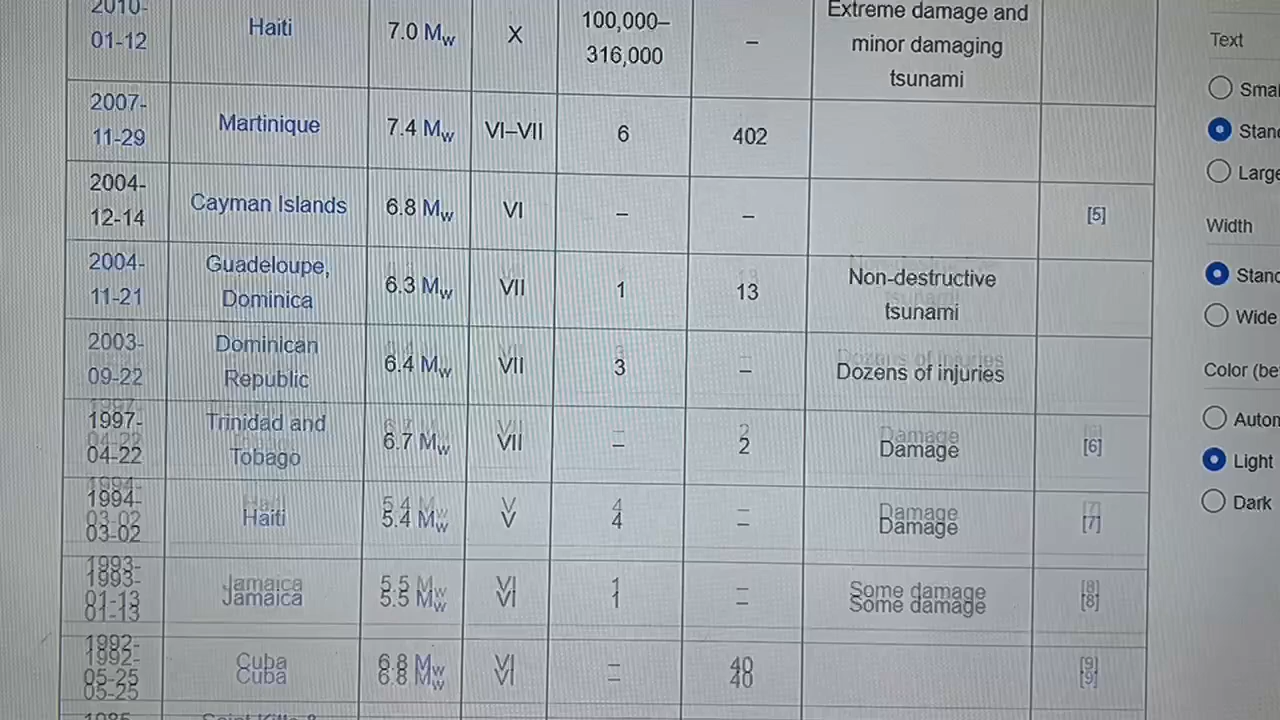 2010-
01-12
Haiti
7.0 Mw
X
100,000–
316,000
–
Extreme damage and
minor damaging
tsunami
2007-
11-29
Martinique
7.4 Mw
VI–VII
6
402
2004-
12-14
Cayman Islands
6.8 Mw
VI
–
–
[5]
2004-
11-21
Guadeloupe,
Dominica
6.3 Mw
VII
1
13
Non-destructive
tsunami
2003-
09-22
Dominican
Republic
6.4 Mw
VII
3
–
Dozens of injuries
1997-
04-22
Trinidad and
Tobago
6.7 Mw
VII
–
2
Damage
[6]
1994-
03-02
Haiti
5.4 Mw
V
4
–
Damage
[7]
1993-
01-13
Jamaica
5.5 Mw
VI
1
–
Some damage
[8]
1992-
05-25
Cuba
6.8 Mw
VI
–
40
[9]
Text
Smal
Stand
Large
Width
Stand
Wide
Color (be
Autom
Light
Dark